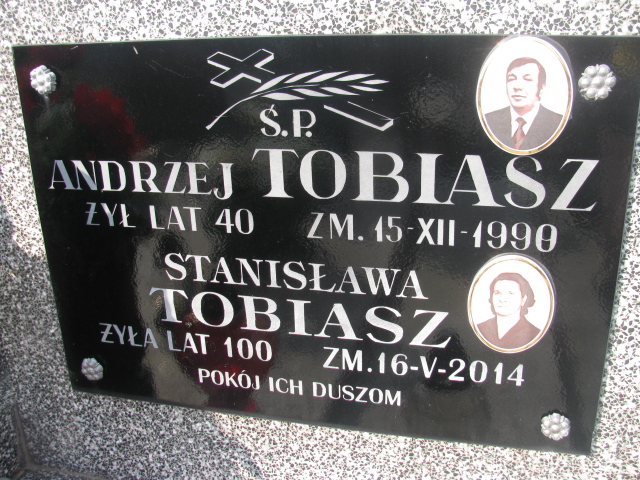 Ś.P.
ANDRZEJ TOBIASZ
ŻYŁ LAT 40 ZM. 15-XII-1990
STANISŁAWA
TOBIASZ
ŻYŁA LAT 100 ZM.16-V-2014
POKÓJ ICH DUSZOM